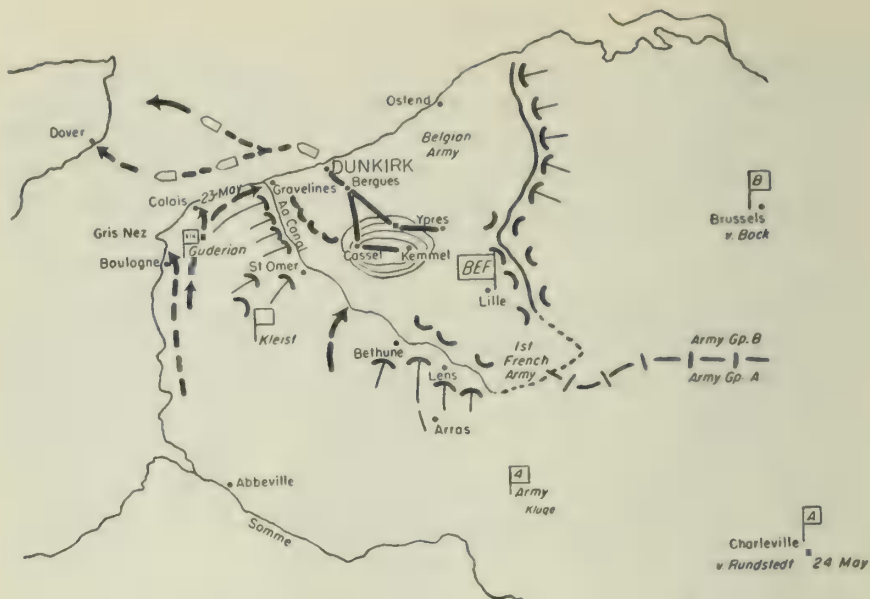 Ostend
Dover
Belgian
Army
DUNKIRK
Bergues
B
Gravelines
23 May
Calais
Aa Canal
Ypres
Brussels
v. Bock
Gris Nez
Guderian
Boulogne
Cassel
Kemmel
BEF
St Omer
Lille
Kleist
1st
French
Army
Army Gp. B
Army Gp. A
Bethune
Lens
Arras
4
Army
Kluge
Abbeville
A
Somme
Charleville
v. Rundstedt 24 May